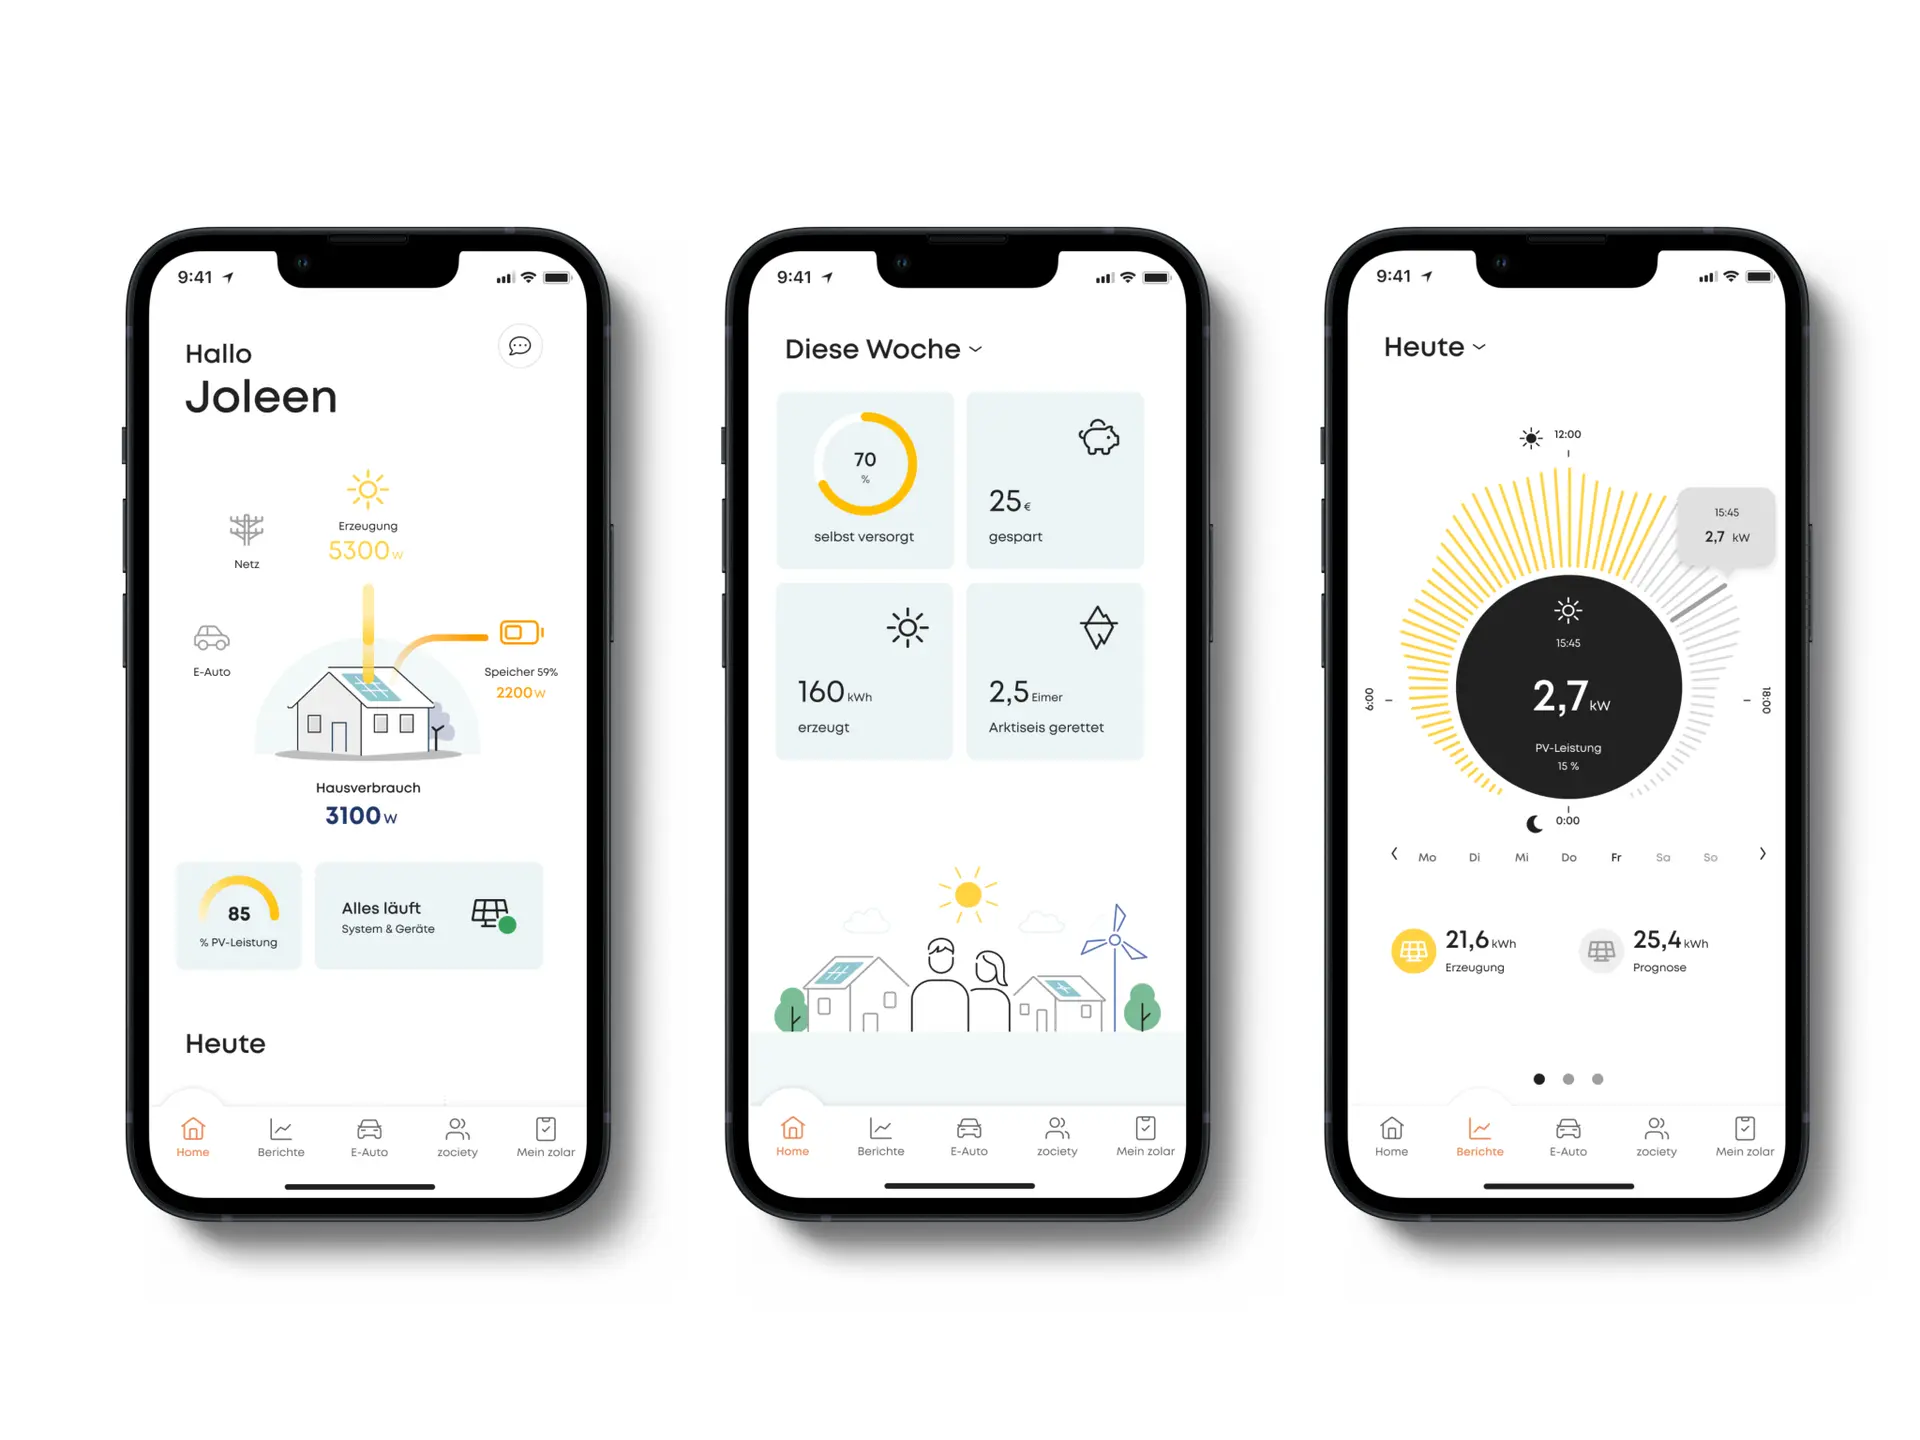 9:41
Hallo
Joleen
Erzeugung
5300 W
Netz
E-Auto
Speicher 59%
2200 W
Hausverbrauch
3100 W
85
% PV-Leistung
Alles läuft
System & Geräte
Heute
Home
Berichte
E-Auto
zociety
Mein zolar
9:41
Diese Woche
70
%
selbst versorgt
25 €
gespart
160 kWh
erzeugt
2,5 Eimer
Arktiseis gerettet
Home
Berichte
E-Auto
zociety
Mein zolar
9:41
Heute
12:00
15:45
2,7 kW
15:45
2,7 kW
PV-Leistung
15 %
6:00
18:00
0:00
Mo Di Mi Do Fr Sa So
21,6 kWh
Erzeugung
25,4 kWh
Prognose
Home
Berichte
E-Auto
zociety
Mein zolar